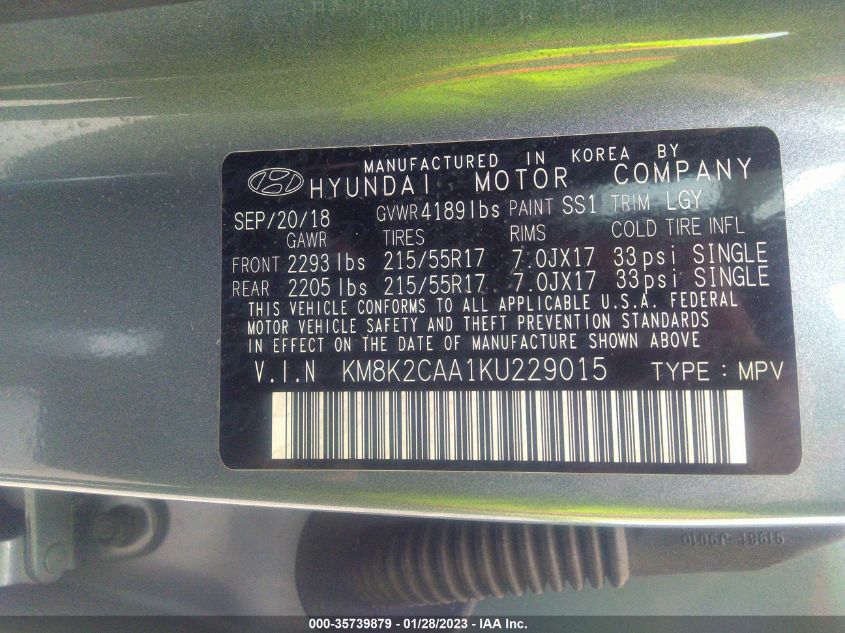 MANUFACTURED IN KOREA BY
HYUNDAI MOTOR COMPANY
SEP/20/18 GVWR 4189lbs PAINT SS1 TRIM LGY
GAWR TIRES RIMS COLD TIRE INFL
FRONT 2293lbs 215/55R17 7.0JX17 33psi SINGLE
REAR 2205lbs 215/55R17 7.0JX17 33psi SINGLE
THIS VEHICLE CONFORMS TO ALL APPLICABLE U.S.A. FEDERAL
MOTOR VEHICLE SAFETY AND THEFT PREVENTION STANDARDS
IN EFFECT ON THE DATE OF MANUFACTURE SHOWN ABOVE
V.I.N KM8K2CAA1KU229015 TYPE : MPV
91981-J9010
000-35739879 | 01/28/2023 | IAA Inc.